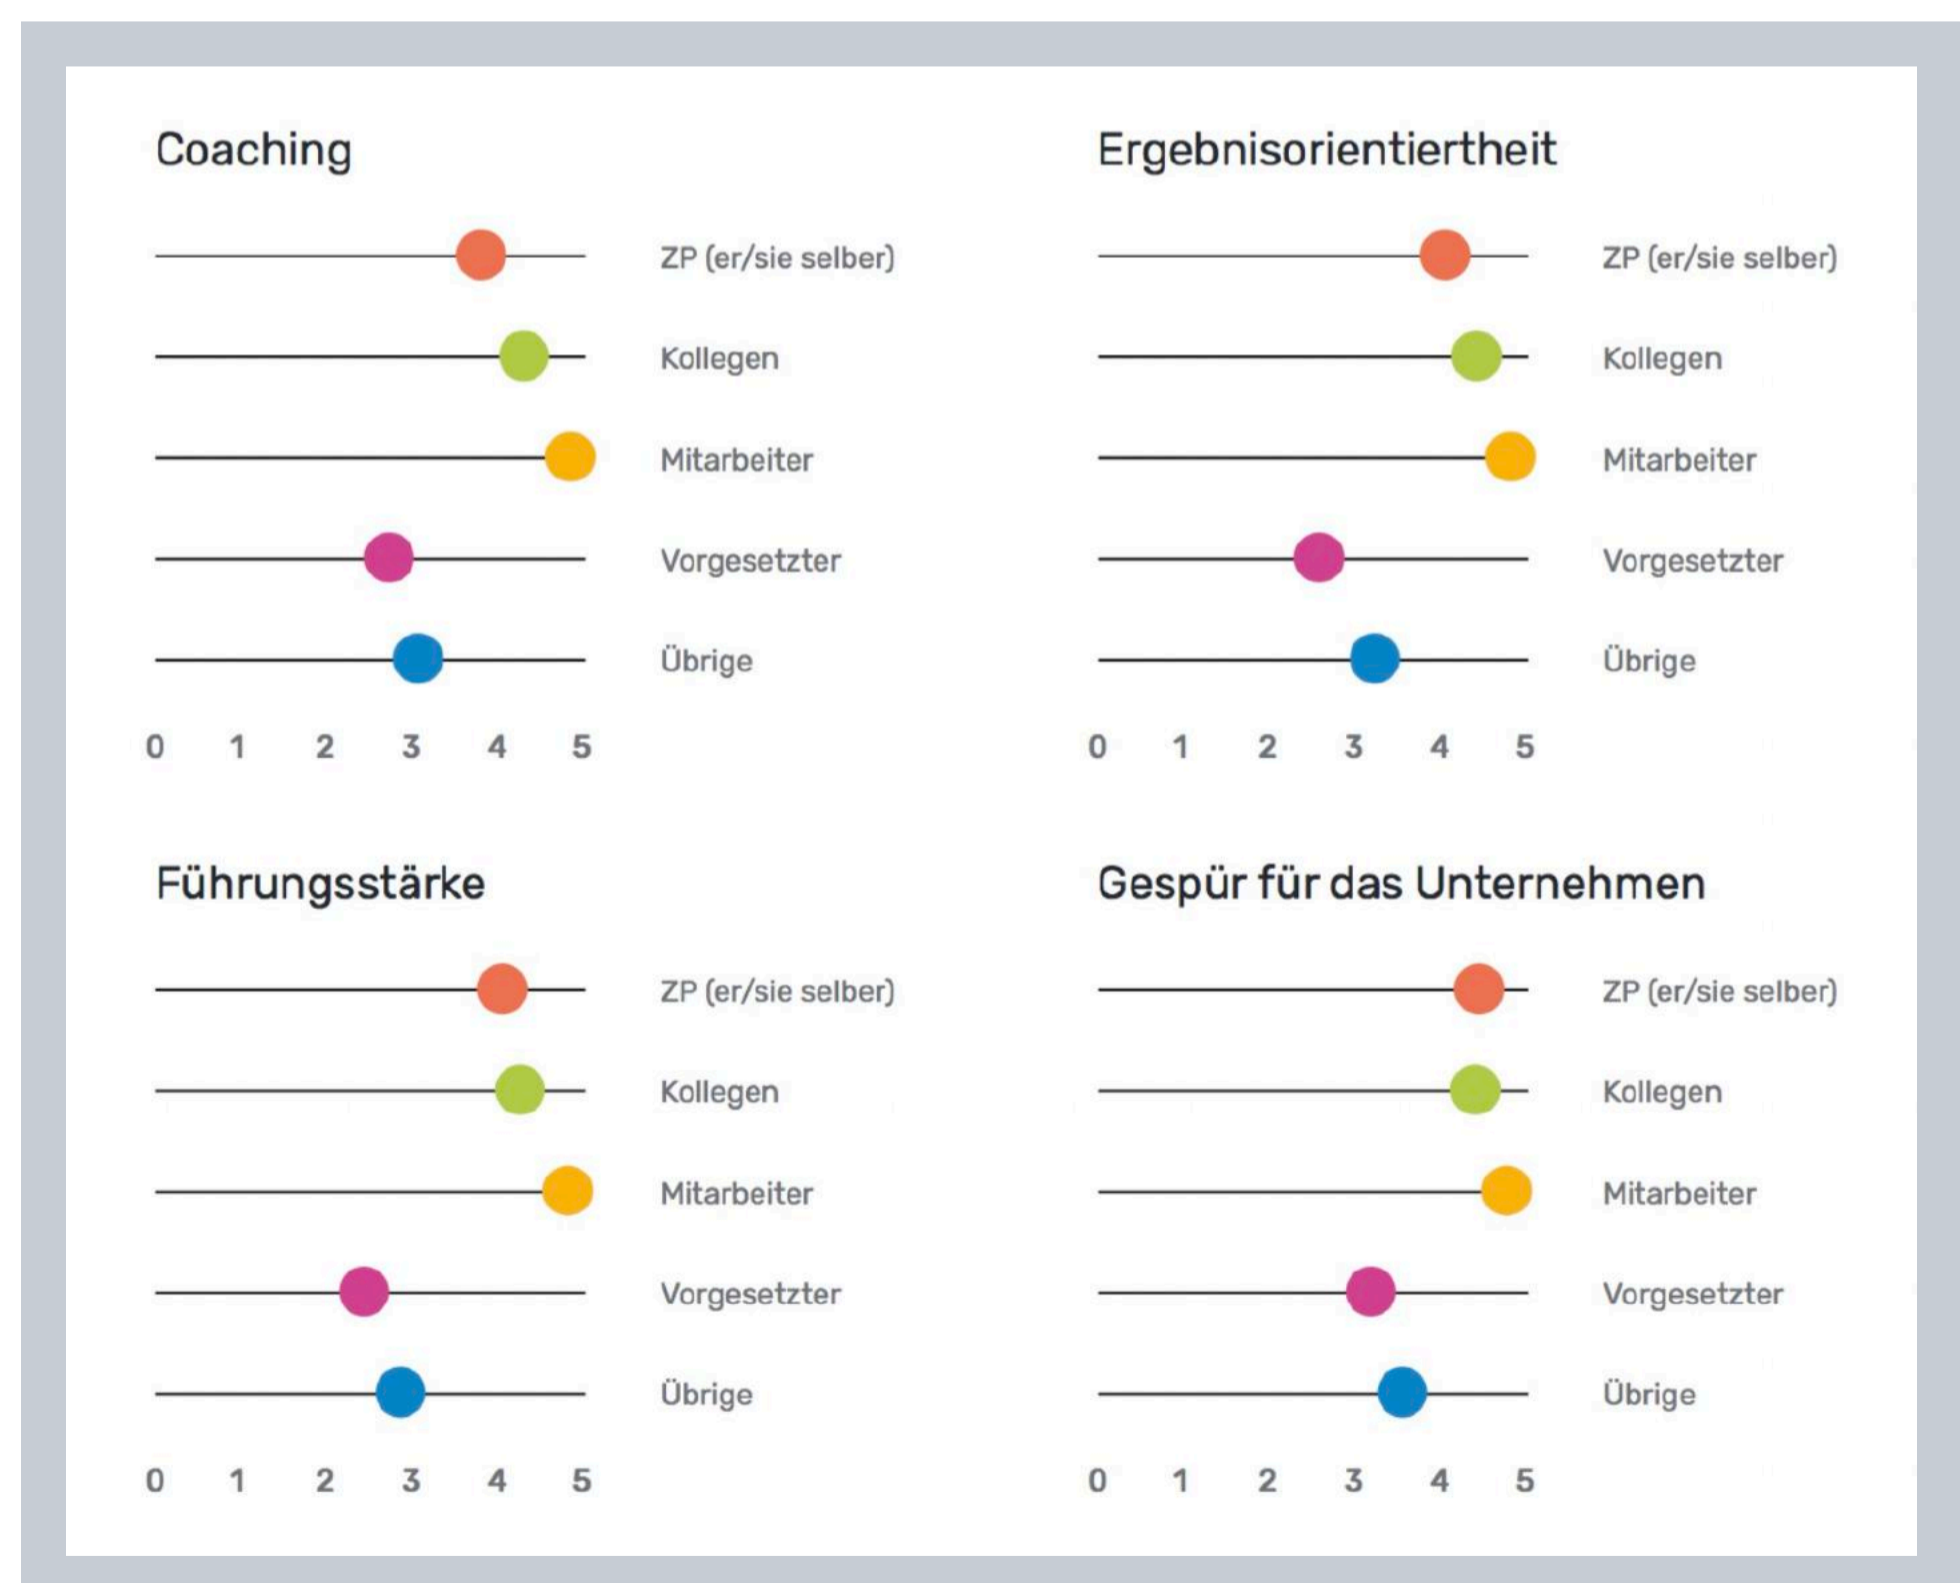 Coaching
ZP (er/sie selber)
Kollegen
Mitarbeiter
Vorgesetzter
Übrige
0 1 2 3 4 5
Ergebnisorientiertheit
ZP (er/sie selber)
Kollegen
Mitarbeiter
Vorgesetzter
Übrige
0 1 2 3 4 5
Führungsstärke
ZP (er/sie selber)
Kollegen
Mitarbeiter
Vorgesetzter
Übrige
0 1 2 3 4 5
Gespür für das Unternehmen
ZP (er/sie selber)
Kollegen
Mitarbeiter
Vorgesetzter
Übrige
0 1 2 3 4 5